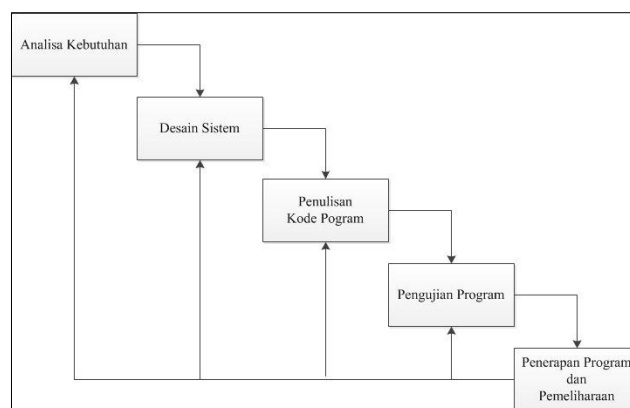 Analisa Kebutuhan
Desain Sistem
Penulisan
Kode Pogram
Pengujian Program
Penerapan Program
dan
Pemeliharaan